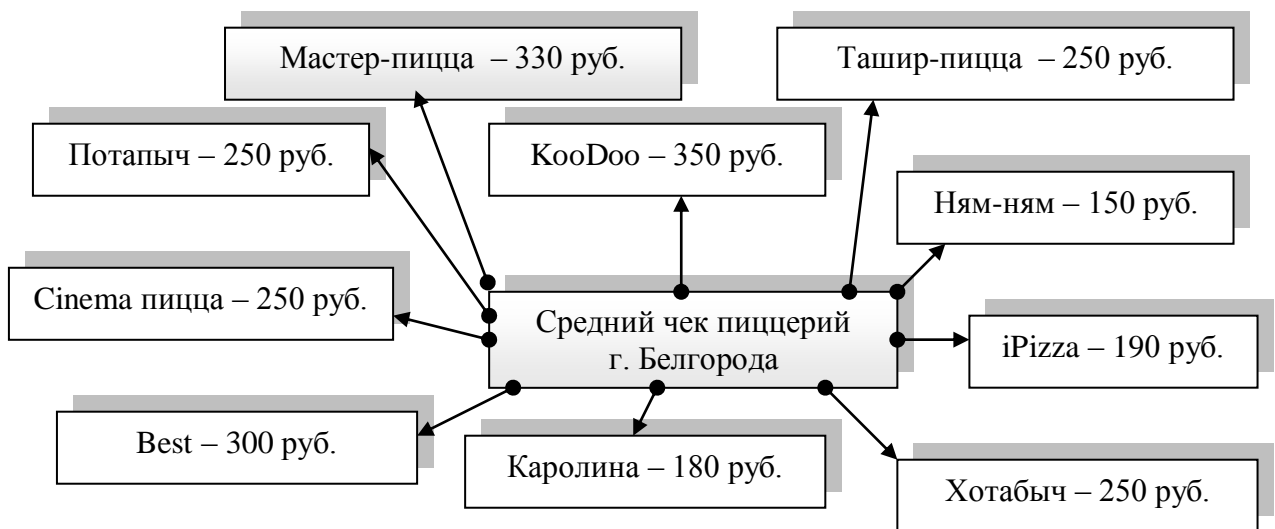 Мастер-пицца – 330 руб.
Ташир-пицца – 250 руб.
Потапыч – 250 руб.
KooDoo – 350 руб.
Ням-ням – 150 руб.
Cinema пицца – 250 руб.
Средний чек пиццерий
г. Белгорода
iPizza – 190 руб.
Best – 300 руб.
Каролина – 180 руб.
Хотабыч – 250 руб.